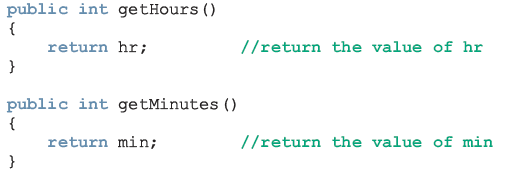 public int getHours()
{
    return hr;         //return the value of hr
}
public int getMinutes()
{
    return min;        //return the value of min
}